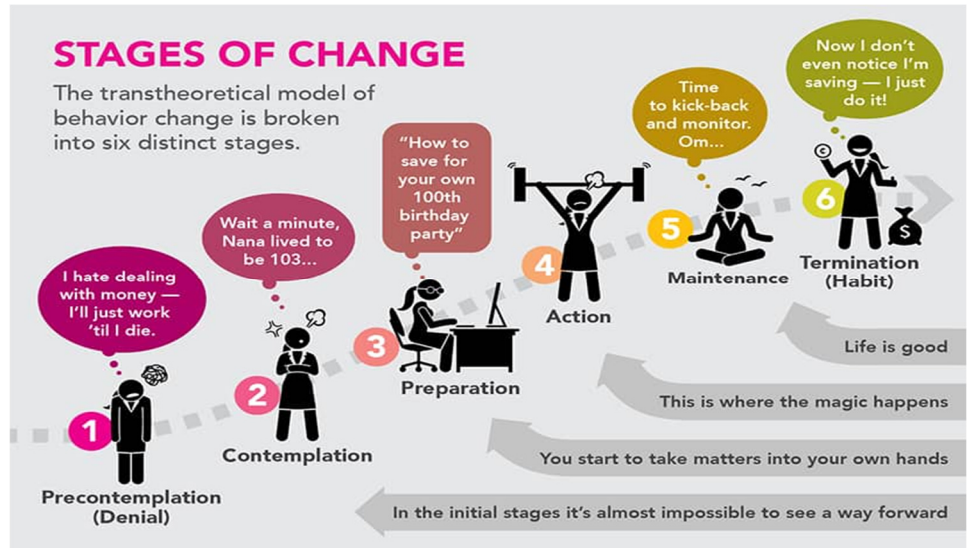 STAGES OF CHANGE
The transtheoretical model of
behavior change is broken
into six distinct stages.
I hate dealing
with money —
I'll just work
'til I die.
1
Precontemplation
(Denial)
Wait a minute,
Nana lived to
be 103...
2
Contemplation
"How to
save for
your own
100th
birthday
party"
3
Preparation
4
Action
Time
to kick-back
and monitor.
Om...
5
Maintenance
Now I don't
even notice I'm
saving — I just
do it!
6
$
Termination
(Habit)
Life is good
This is where the magic happens
You start to take matters into your own hands
In the initial stages it's almost impossible to see a way forward